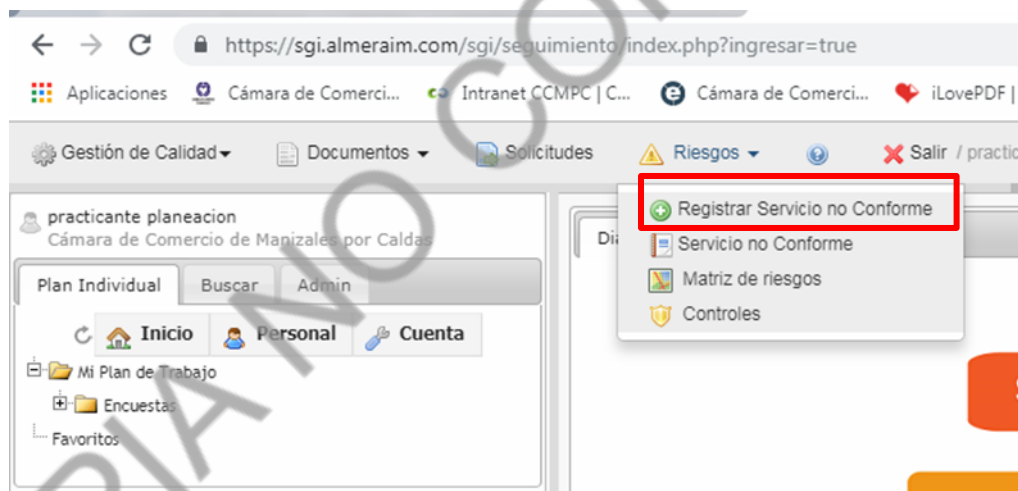 https://sgi.almeraim.com/sgi/seguimiento/index.php?ingresar=true
Aplicaciones Cámara de Comerci... Intranet CCMPC | C... Cámara de Comerci... iLovePDF |
Gestión de Calidad Documentos Solicitudes Riesgos Salir / practic
practicante planeacion
Cámara de Comercio de Manizales por Caldas
Plan Individual Buscar Admin
Inicio Personal Cuenta
Mi Plan de Trabajo
Encuestas
Favoritos
Registrar Servicio no Conforme
Servicio no Conforme
Matriz de riesgos
Controles